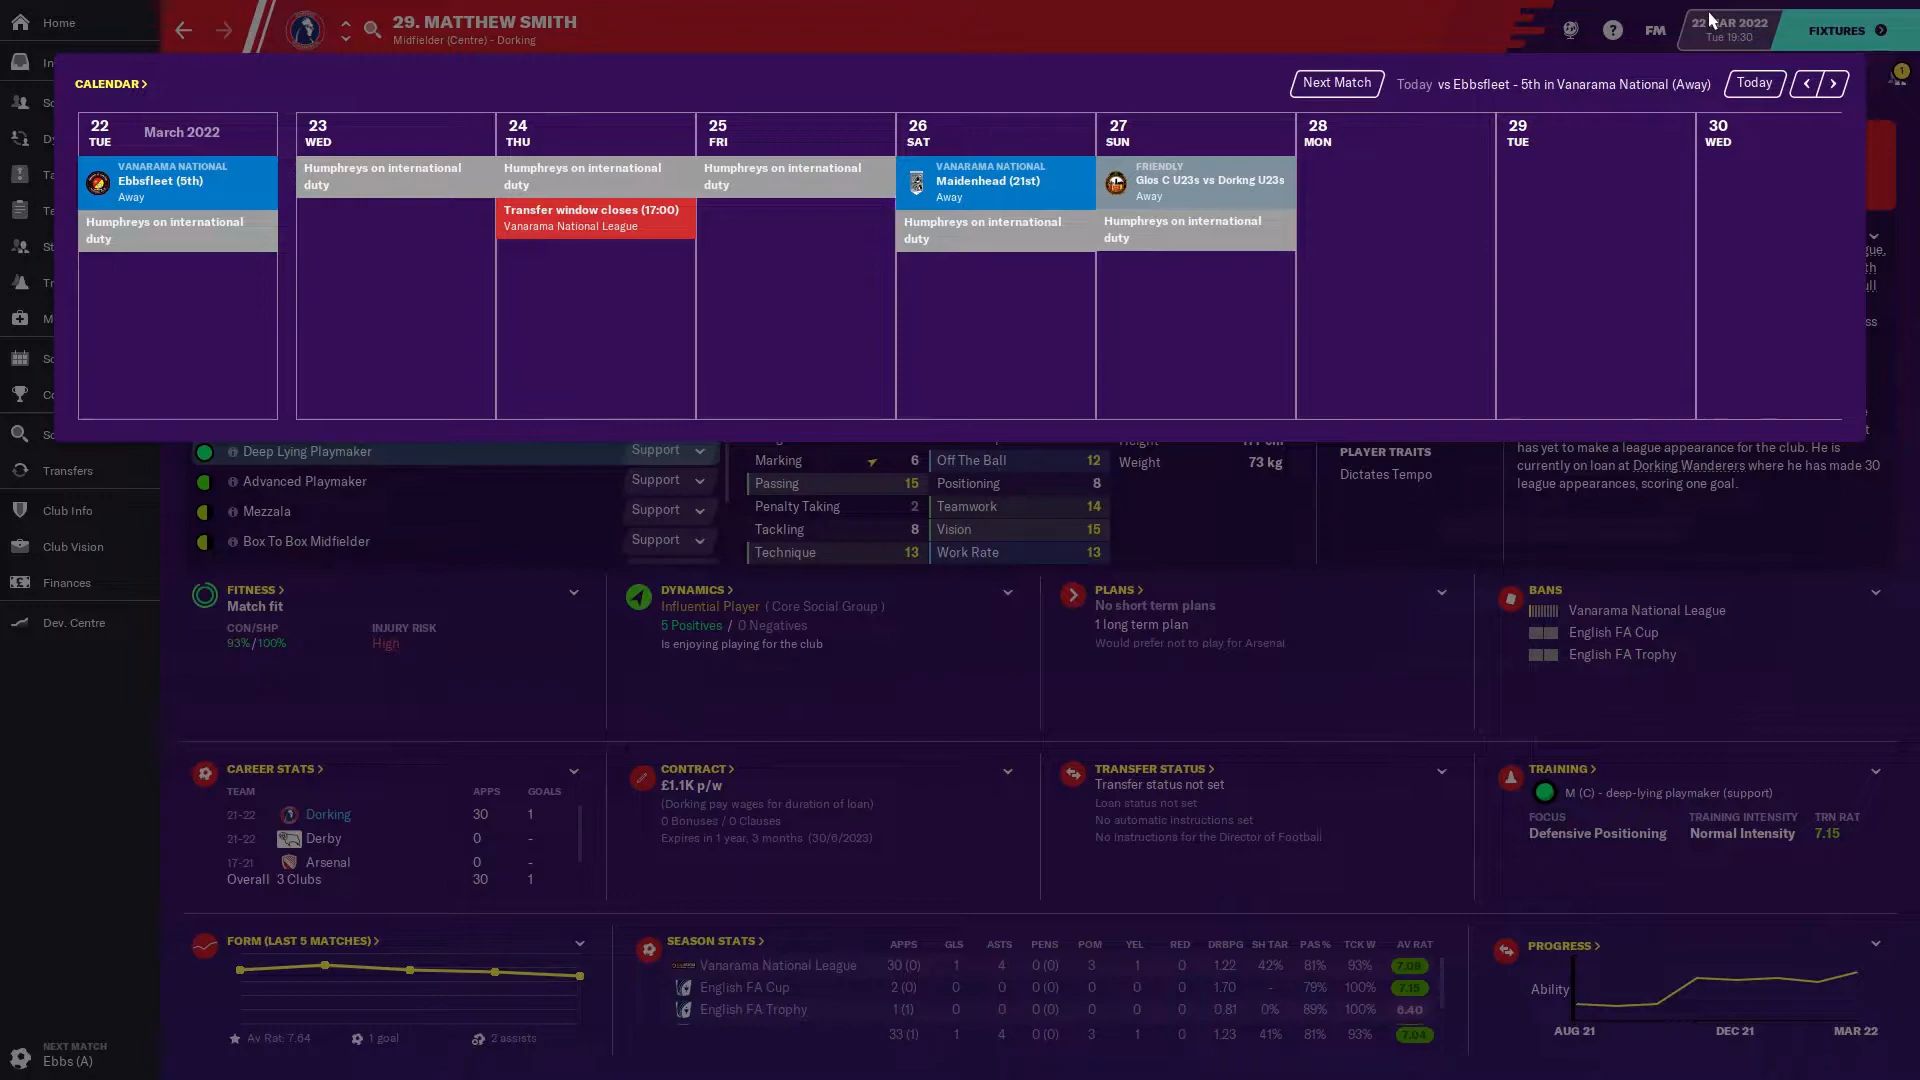 Home
29. MATTHEW SMITH
Midfielder (Centre) - Dorking
FM
22 MAR 2022
Tue 19:30
FIXTURES
1
CALENDAR >
Next Match
Today vs Ebbsfleet - 5th in Vanarama National (Away)
Today
22 TUE
March 2022
VANARAMA NATIONAL
Ebbsfleet (5th)
Away
Humphreys on international
duty
23 WED
Humphreys on international
duty
24 THU
Humphreys on international
duty
Transfer window closes (17:00)
Vanarama National League
25 FRI
Humphreys on international
duty
26 SAT
VANARAMA NATIONAL
Maidenhead (21st)
Away
Humphreys on international
duty
27 SUN
FRIENDLY
Glos C U23s vs Dorkng U23s
Away
Humphreys on international
duty
28 MON
29 TUE
30 WED
Transfers
Club Info
Club Vision
Finances
Dev. Centre
NEXT MATCH
Ebbs (A)
Deep Lying Playmaker Support
Advanced Playmaker Support
Mezzala Support
Box To Box Midfielder Support
Marking 6
Passing 15
Penalty Taking 2
Tackling 8
Technique 13
Off The Ball 12
Positioning 8
Teamwork 14
Vision 15
Work Rate 13
Weight 73 kg
PLAYER TRAITS
Dictates Tempo
has yet to make a league appearance for the club. He is
currently on loan at Dorking Wanderers where he has made 30
league appearances, scoring one goal.
FITNESS >
Match fit
CON/SHP INJURY RISK
93%/100% High
DYNAMICS >
Influential Player ( Core Social Group )
5 Positives / 0 Negatives
Is enjoying playing for the club
PLANS >
No short term plans
1 long term plan
Would prefer not to play for Arsenal
BANS
Vanarama National League
English FA Cup
English FA Trophy
CAREER STATS >
TEAM APPS GOALS
21-22 Dorking 30 1
21-22 Derby 0 -
17-21 Arsenal 0 -
Overall 3 Clubs 30 1
CONTRACT >
£1.1K p/w
(Dorking pay wages for duration of loan)
0 Bonuses / 0 Clauses
Expires in 1 year, 3 months (30/6/2023)
TRANSFER STATUS >
Transfer status not set
Loan status not set
No automatic instructions set
No instructions for the Director of Football
TRAINING >
M (C) - deep-lying playmaker (support)
FOCUS TRAINING INTENSITY TRN RAT
Defensive Positioning Normal Intensity 7.15
FORM (LAST 5 MATCHES) >
Av Rat: 7.64 1 goal 2 assists
SEASON STATS > APPS GLS ASTS PENS POM YEL RED DRBPG SH TAR PAS % TCK W AV RAT
Vanarama National League 30 (0) 1 4 0 (0) 3 1 0 1.22 42% 81% 93% 7.09
English FA Cup 2 (0) 0 0 0 (0) 0 0 0 1.70 - 79% 100% 7.15
English FA Trophy 1 (1) 0 0 0 (0) 0 0 0 0.81 0% 89% 100% 6.40
33 (1) 1 4 0 (0) 3 1 0 1.23 41% 81% 93% 7.04
PROGRESS >
Ability
AUG 21 DEC 21 MAR 22